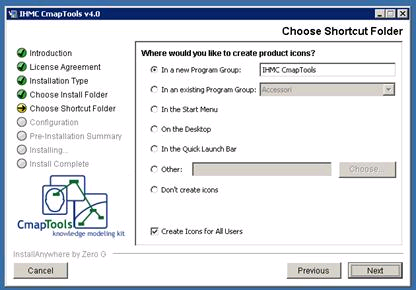 IHMC CmapTools v4.0
Choose Shortcut Folder
Introduction
License Agreement
Installation Type
Choose Install Folder
Choose Shortcut Folder
Configuration
Pre-Installation Summary
Installing...
Install Complete
CmapTools
knowledge modeling kit
Where would you like to create product icons?
In a new Program Group: IHMC CmapTools
In an existing Program Group: Accessori
In the Start Menu
On the Desktop
In the Quick Launch Bar
Other: Choose...
Don't create icons
Create Icons for All Users
InstallAnywhere by Zero G
Cancel Previous Next